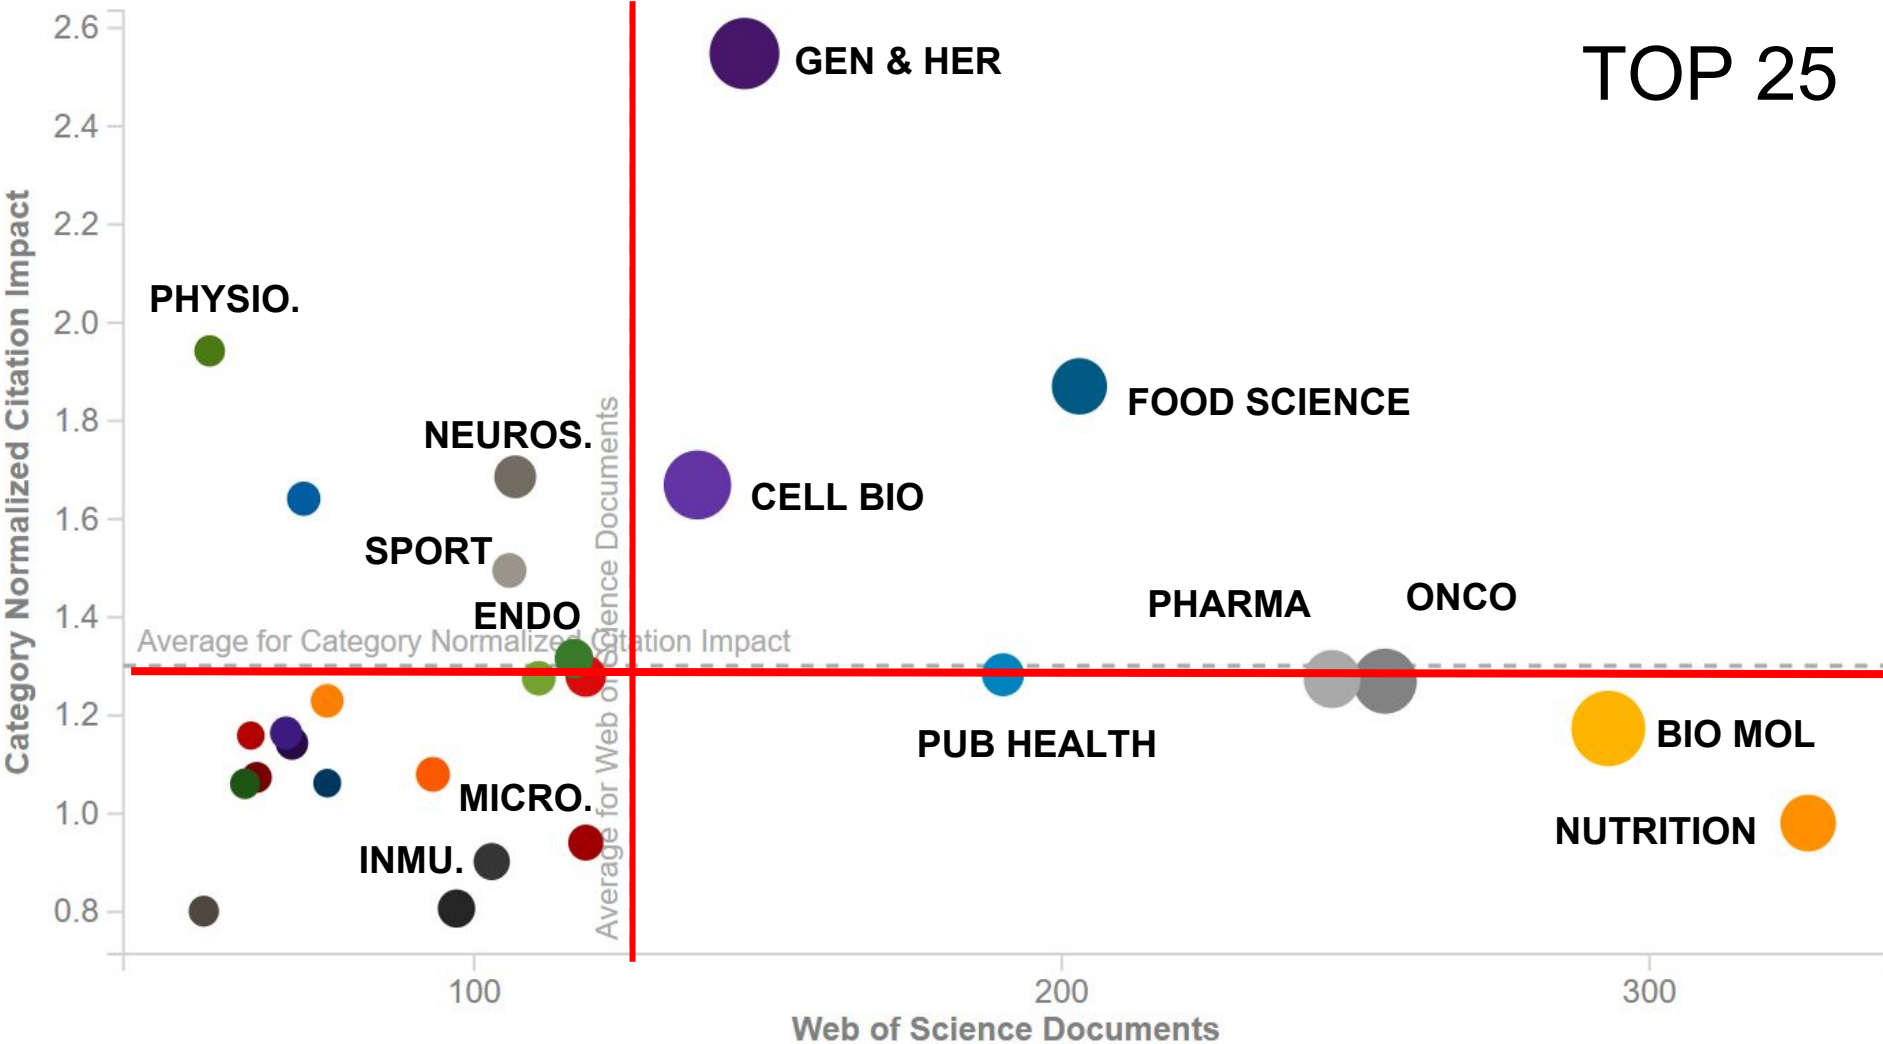 TOP 25
GEN & HER
PHYSIO.
NEUROS.
FOOD SCIENCE
CELL BIO
SPORT
ENDO
PHARMA
ONCO
Average for Category Normalized Citation Impact
Average for Web of Science Documents
PUB HEALTH
BIO MOL
MICRO.
NUTRITION
INMU.
Category Normalized Citation Impact
2.6
2.4
2.2
2.0
1.8
1.6
1.4
1.2
1.0
0.8
100
200
300
Web of Science Documents